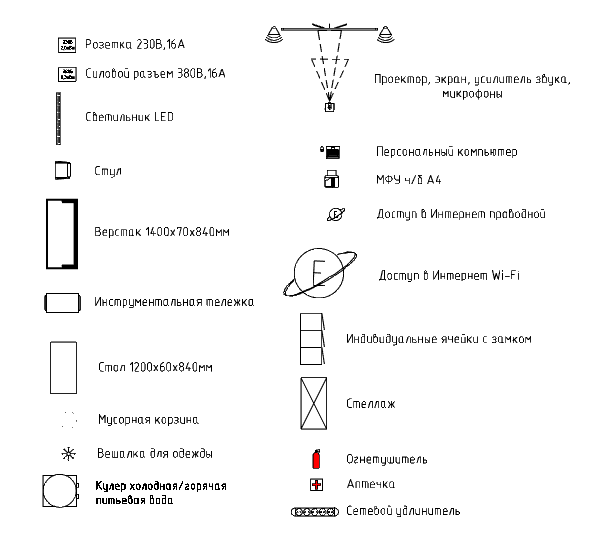 Розетка 230В,16А
Силовой разъем 380В,16А
Светильник LED
Стул
Верстак 1400х70х840мм
Инструментальная тележка
Стол 1200х60х840мм
Мусорная корзина
Вешалка для одежды
Кулер холодная/горячая
питьевая вода
Проектор, экран, усилитель звука,
микрофоны
Персональный компьютер
МФУ ч/б А4
Доступ в Интернет проводной
E
Доступ в Интернет Wi-Fi
Индивидуальные ячейки с замком
Стеллаж
Огнетушитель
Аптечка
Сетевой удлинитель